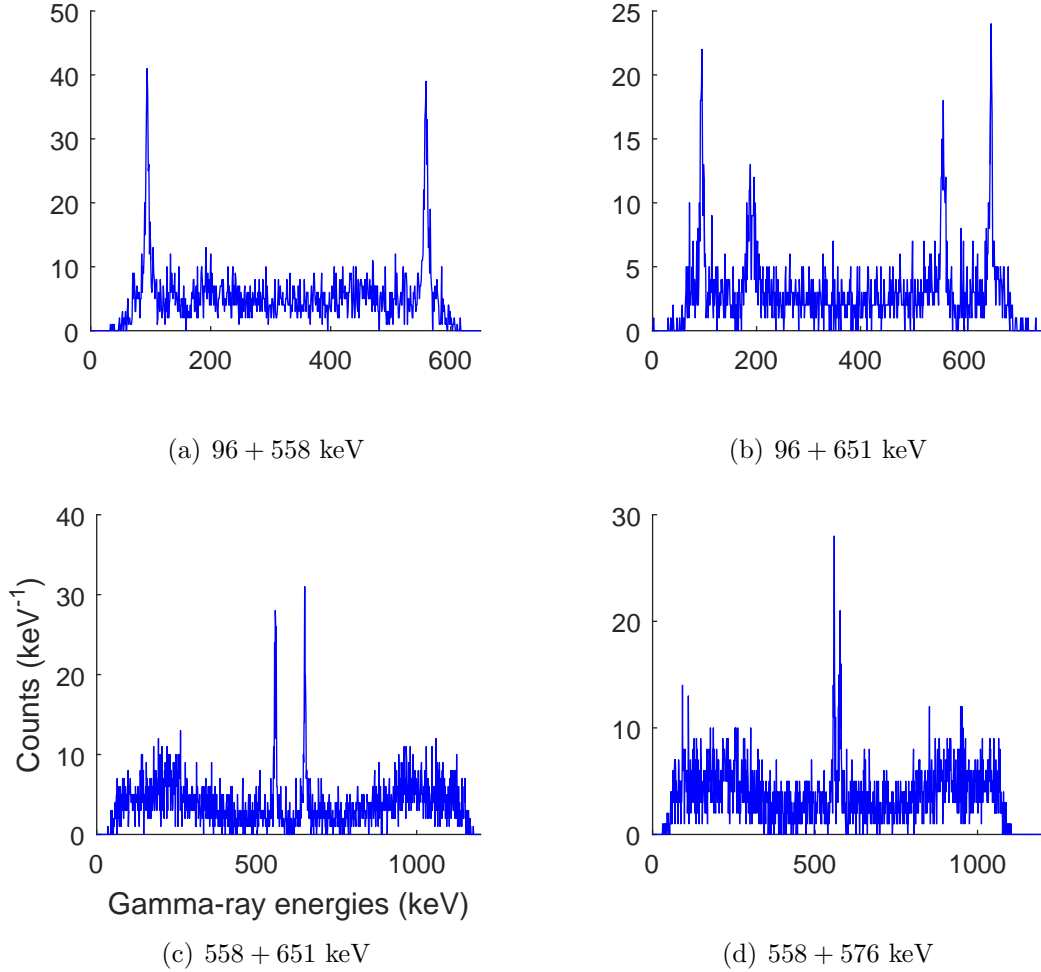 50
40
30
20
10
0
0 200 400 600
25
20
15
10
5
0
0 200 400 600
(a) 96 + 558 keV
(b) 96 + 651 keV
40
30
20
10
0
0 500 1000
Counts (keV-1)
Gamma-ray energies (keV)
30
20
10
0
0 500 1000
(c) 558 + 651 keV
(d) 558 + 576 keV